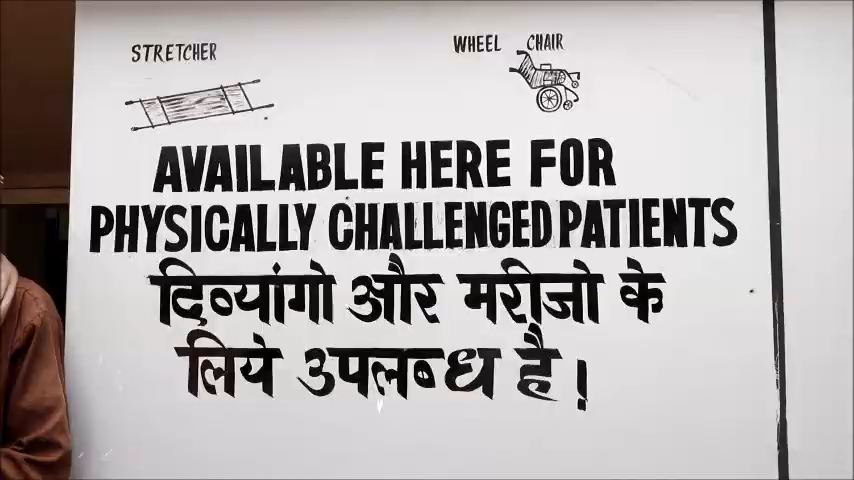 STRETCHER
WHEEL CHAIR
AVAILABLE HERE FOR
PHYSICALLY CHALLENGED PATIENTS
दिव्यांगो और मरीजो के
लिये उपलब्ध है!